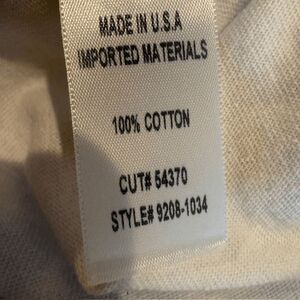 MADE IN U.S.A
IMPORTED MATERIALS
100% COTTON
CUT# 54370
STYLE# 9208-1034